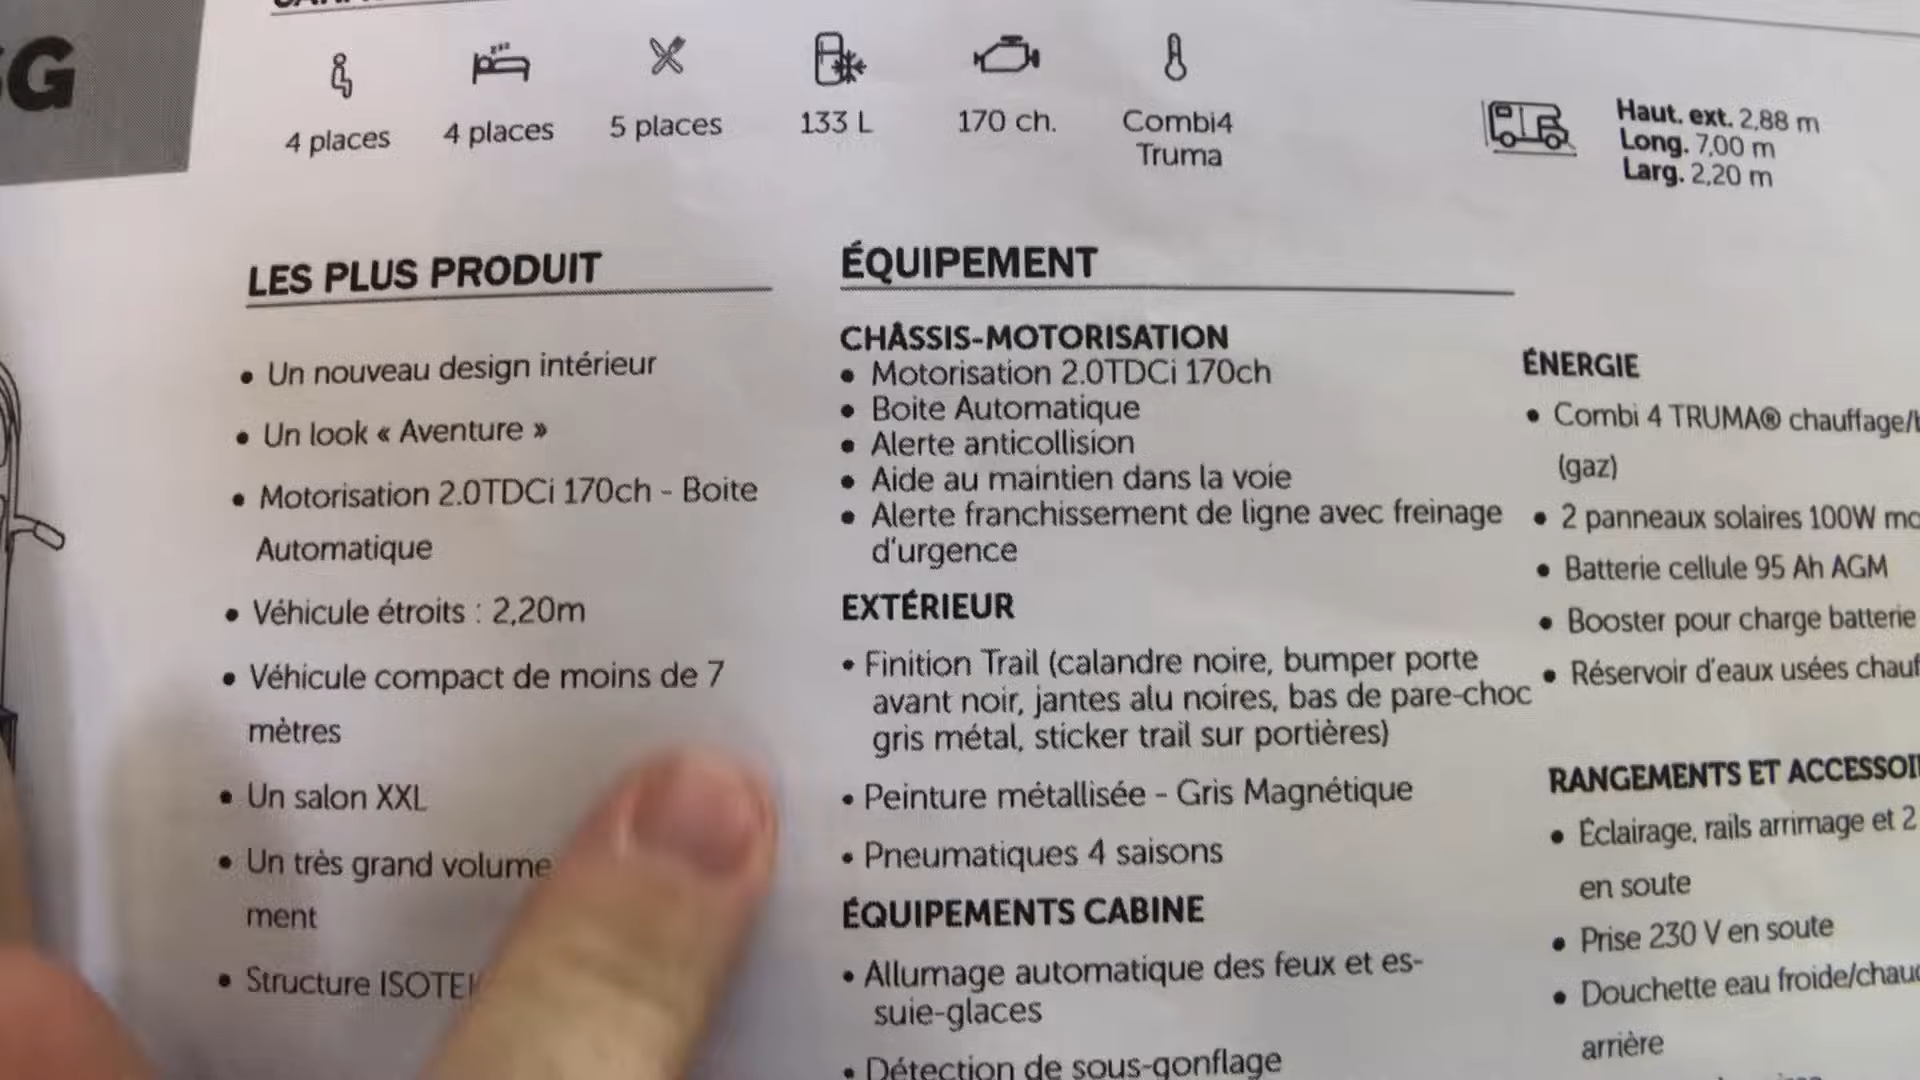 G
4 places
4 places
5 places
133 L
170 ch.
Combi4
Truma
Haut. ext. 2,88 m
Long. 7,00 m
Larg. 2,20 m
LES PLUS PRODUIT
• Un nouveau design intérieur
• Un look « Aventure »
• Motorisation 2.0TDCi 170ch - Boite
Automatique
• Véhicule étroits : 2,20m
• Véhicule compact de moins de 7
mètres
• Un salon XXL
• Un très grand volume
ment
• Structure
ÉQUIPEMENT
CHÂSSIS-MOTORISATION
• Motorisation 2.0TDCi 170ch
• Boite Automatique
• Alerte anticollision
• Aide au maintien dans la voie
• Alerte franchissement de ligne avec freinage
d'urgence
EXTÉRIEUR
• Finition Trail (calandre noire, bumper porte
avant noir, jantes alu noires, bas de pare-choc
gris métal, sticker trail sur portières)
• Peinture métallisée - Gris Magnétique
• Pneumatiques 4 saisons
ÉQUIPEMENTS CABINE
• Allumage automatique des feux et es-
suie-glaces
• Détection de sous-gonflage
ÉNERGIE
• Combi 4 TRUMA® chauffage/
(gaz)
• 2 panneaux solaires 100W
• Batterie cellule 95 Ah AGM
• Booster pour charge batterie
• Réservoir d'eaux usées
RANGEMENTS ET
• Éclairage, rails arrimage et 2
en soute
• Prise 230 V en soute
• Douchette eau froide/
arrière